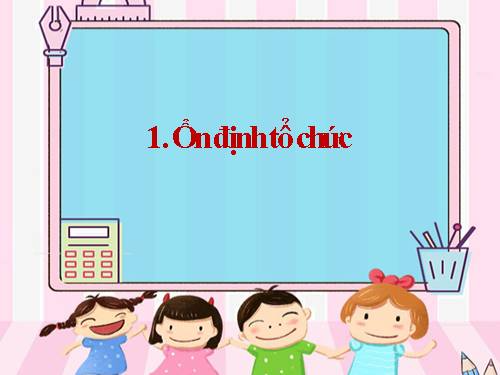 1. Ổn định tổ chức